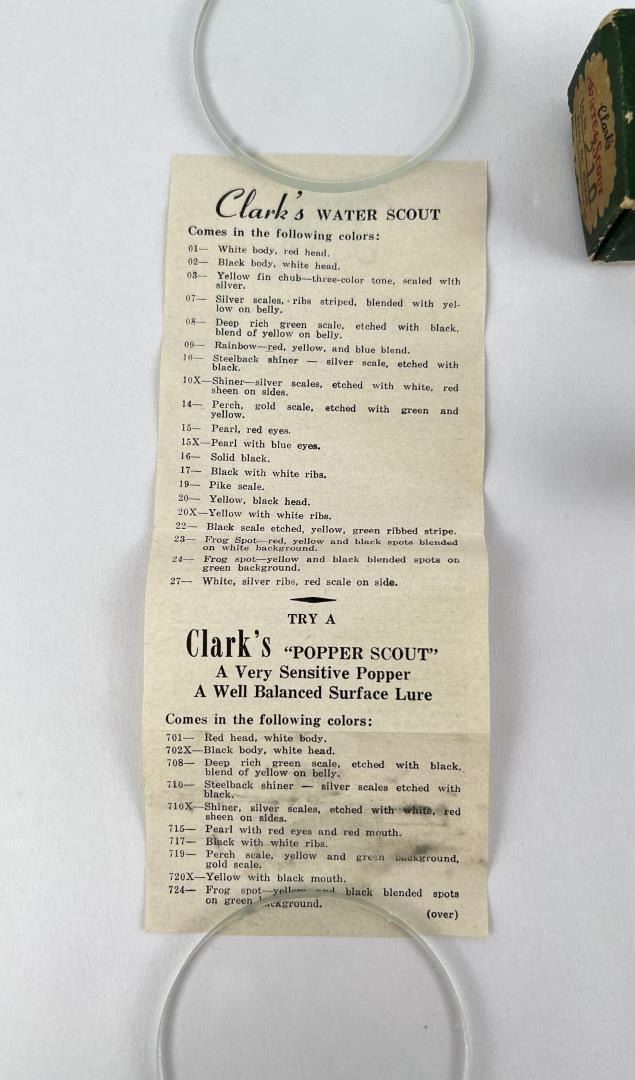 Clark's WATER SCOUT
Comes in the following colors:
01— White body, red head.
02— Black body, white head.
03— Yellow fin chub—three-color tone, scaled with
silver.
07— Silver scales, ribs striped, blended with yel-
low on belly.
08— Deep rich green scale, etched with black,
blend of yellow on belly.
09— Rainbow—red, yellow, and blue blend.
10— Steelback shiner — silver scale, etched with
black.
10X—Shiner—silver scales, etched with white, red
sheen on sides.
14— Perch, gold scale, etched with green and
yellow.
15— Pearl, red eyes.
15X—Pearl with blue eyes.
16— Solid black.
17— Black with white ribs.
19— Pike scale.
20— Yellow, black head.
20X—Yellow with white ribs.
22— Black scale etched, yellow, green ribbed stripe.
23— Frog Spot—red, yellow and black spots blended
on white background.
24— Frog spot—yellow and black blended spots on
green background.
27— White, silver ribs, red scale on side.
TRY A
Clark's "POPPER SCOUT"
A Very Sensitive Popper
A Well Balanced Surface Lure
Comes in the following colors:
701— Red head, white body.
702X—Black body, white head.
708— Deep rich green scale, etched with black,
blend of yellow on belly.
710— Steelback shiner — silver scales etched with
black.
710X—Shiner, silver scales, etched with white, red
sheen on sides.
715— Pearl with red eyes and red mouth.
717— Black with white ribs.
719— Perch scale, yellow and green background,
gold scale.
720X—Yellow with black mouth.
724— Frog spot—yellow and black blended spots
on green background.
(over)
Clark's
Water Scout